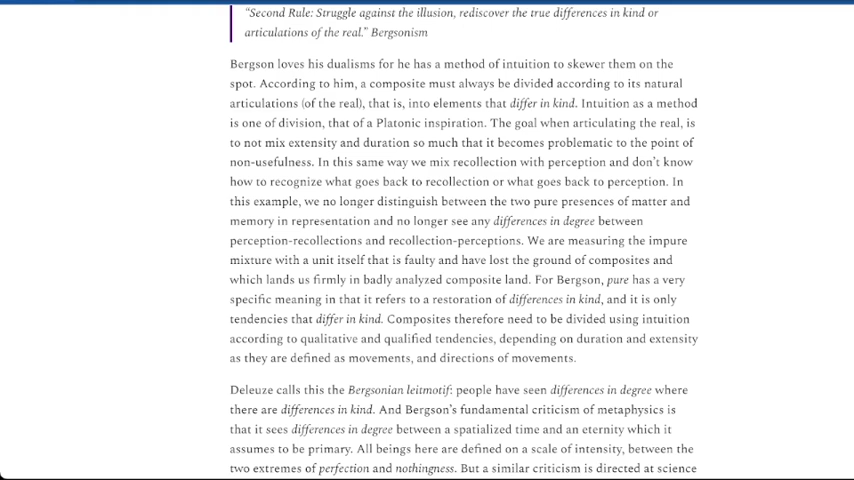 “Second Rule: Struggle against the illusion, rediscover the true differences in kind or
articulations of the real.” Bergsonism
Bergson loves his dualisms for he has a method of intuition to skewer them on the
spot. According to him, a composite must always be divided according to its natural
articulations (of the real), that is, into elements that differ in kind. Intuition as a method
is one of division, that of a Platonic inspiration. The goal when articulating the real, is
to not mix extensity and duration so much that it becomes problematic to the point of
non-usefulness. In this same way we mix recollection with perception and don’t know
how to recognize what goes back to recollection or what goes back to perception. In
this example, we no longer distinguish between the two pure presences of matter and
memory in representation and no longer see any differences in degree between
perception-recollections and recollection-perceptions. We are measuring the impure
mixture with a unit itself that is faulty and have lost the ground of composites and
which lands us firmly in badly analyzed composite land. For Bergson, pure has a very
specific meaning in that it refers to a restoration of differences in kind, and it is only
tendencies that differ in kind. Composites therefore need to be divided using intuition
according to qualitative and qualified tendencies, depending on duration and extensity
as they are defined as movements, and directions of movements.
Deleuze calls this the Bergsonian leitmotif: people have seen differences in degree where
there are differences in kind. And Bergson’s fundamental criticism of metaphysics is
that it sees differences in degree between a spatialized time and an eternity which it
assumes to be primary. All beings here are defined on a scale of intensity, between the
two extremes of perfection and nothingness. But a similar criticism is directed at science